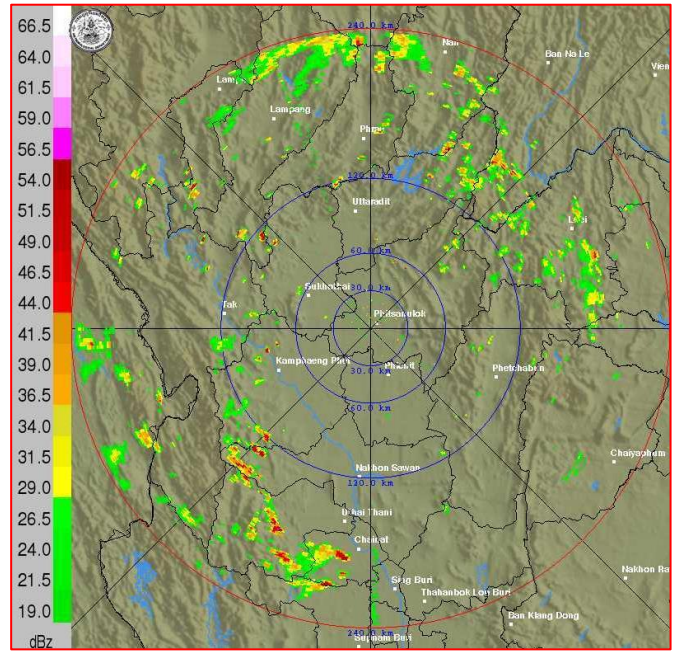 66.5
64.0
61.5
59.0
56.5
54.0
51.5
49.0
46.5
44.0
41.5
39.0
36.5
34.0
31.5
29.0
26.5
24.0
21.5
19.0
dBz
240.0 km
Nan
Ban Na Le
Lampang
Phrae
120.0 km
Uttaradit
Loei
60.0 km
30.0 km
Sukhothai
Tak
Phitsanulok
Kamphaeng Phet
30.0 km
Phichit
Phetchabun
60.0 km
Chaiyaphum
Nakhon Sawan
120.0 km
Uthai Thani
Chainat
Sing Buri
Thahanbok Lop Buri
Ban Klang Dong
240.0 km
Suphan Buri